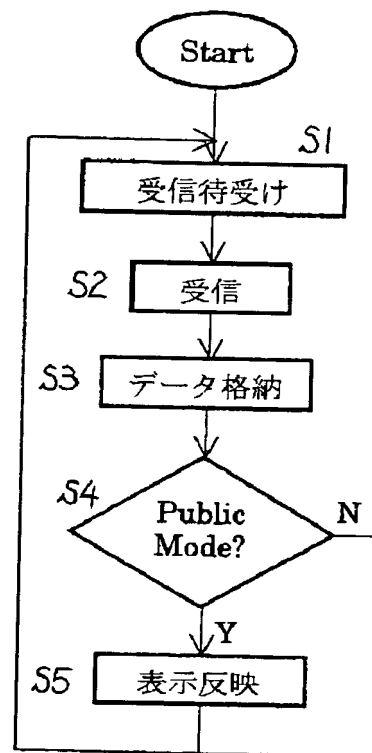 Start
S1
受信待受け
S2
受信
S3
データ格納
S4
Public
Mode?
N
Y
S5
表示反映